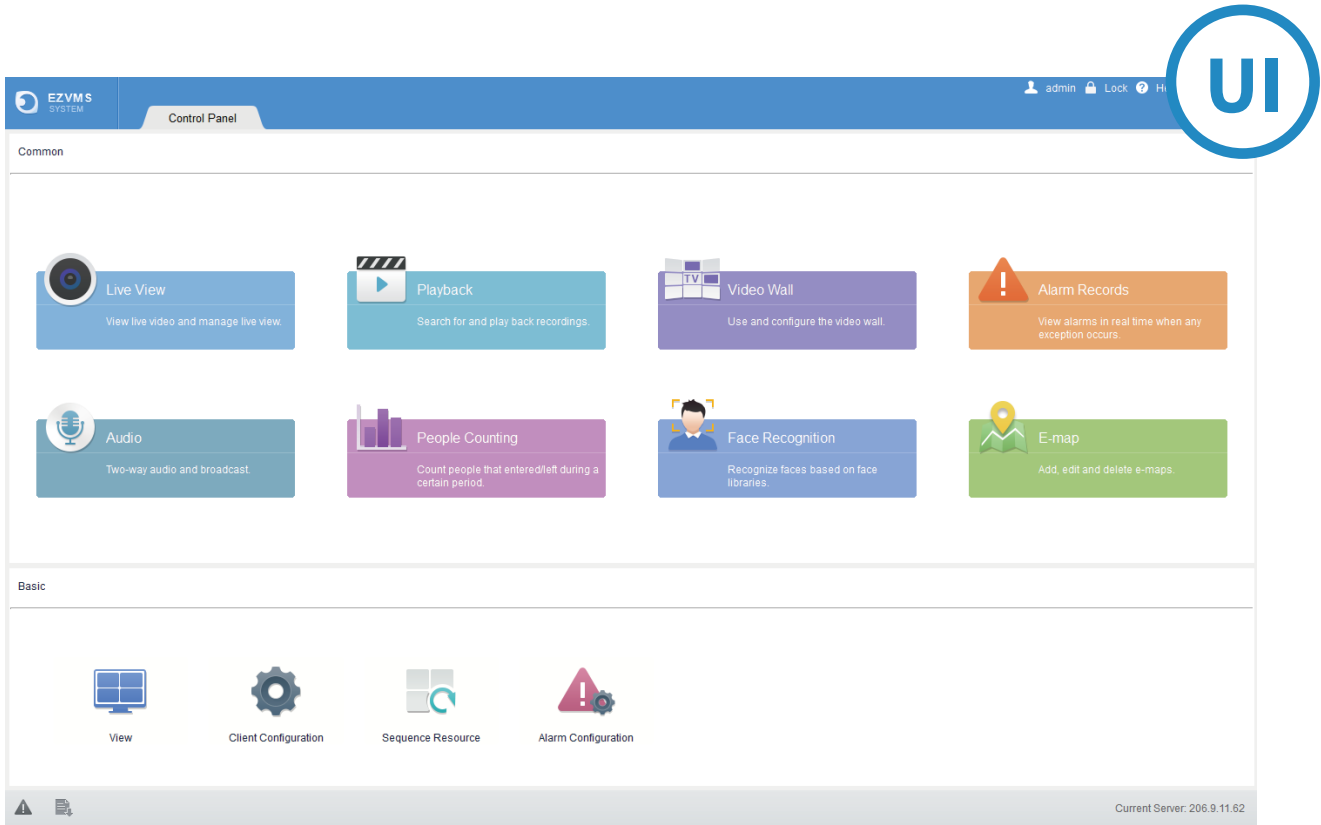 UI
EZVMS
SYSTEM
Control Panel
admin Lock
Common
Live View
View live video and manage live view.
Playback
Search for and play back recordings.
TV
Video Wall
Use and configure the video wall.
Alarm Records
View alarms in real time when any
exception occurs.
Audio
Two-way audio and broadcast.
People Counting
Count people that entered/left during a
certain period.
Face Recognition
Recognize faces based on face
libraries.
E-map
Add, edit and delete e-maps.
Basic
View
Client Configuration
Sequence Resource
Alarm Configuration
Current Server: 206.9.11.62